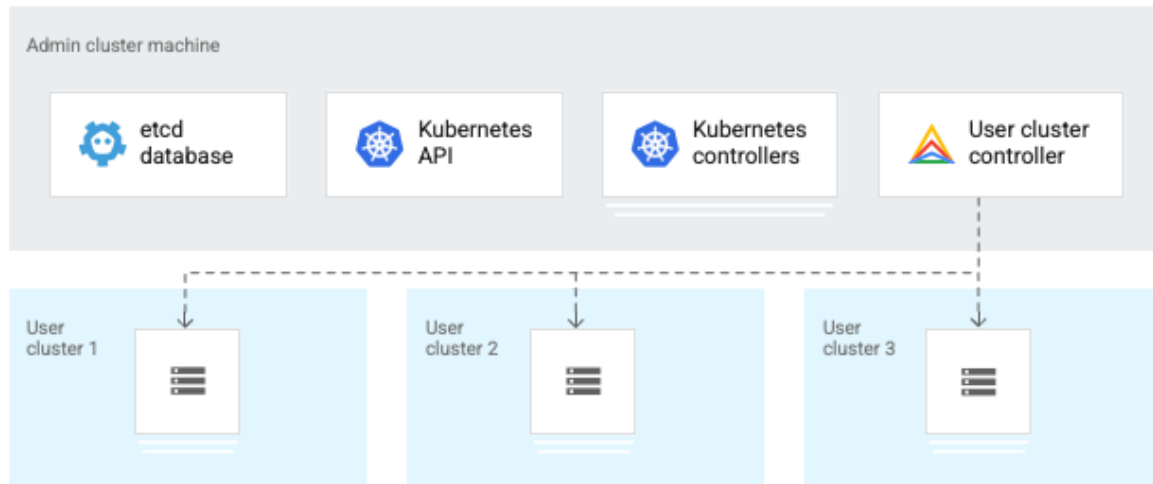 Admin cluster machine
etcd
database
Kubernetes
API
Kubernetes
controllers
User cluster
controller
User
cluster 1
User
cluster 2
User
cluster 3